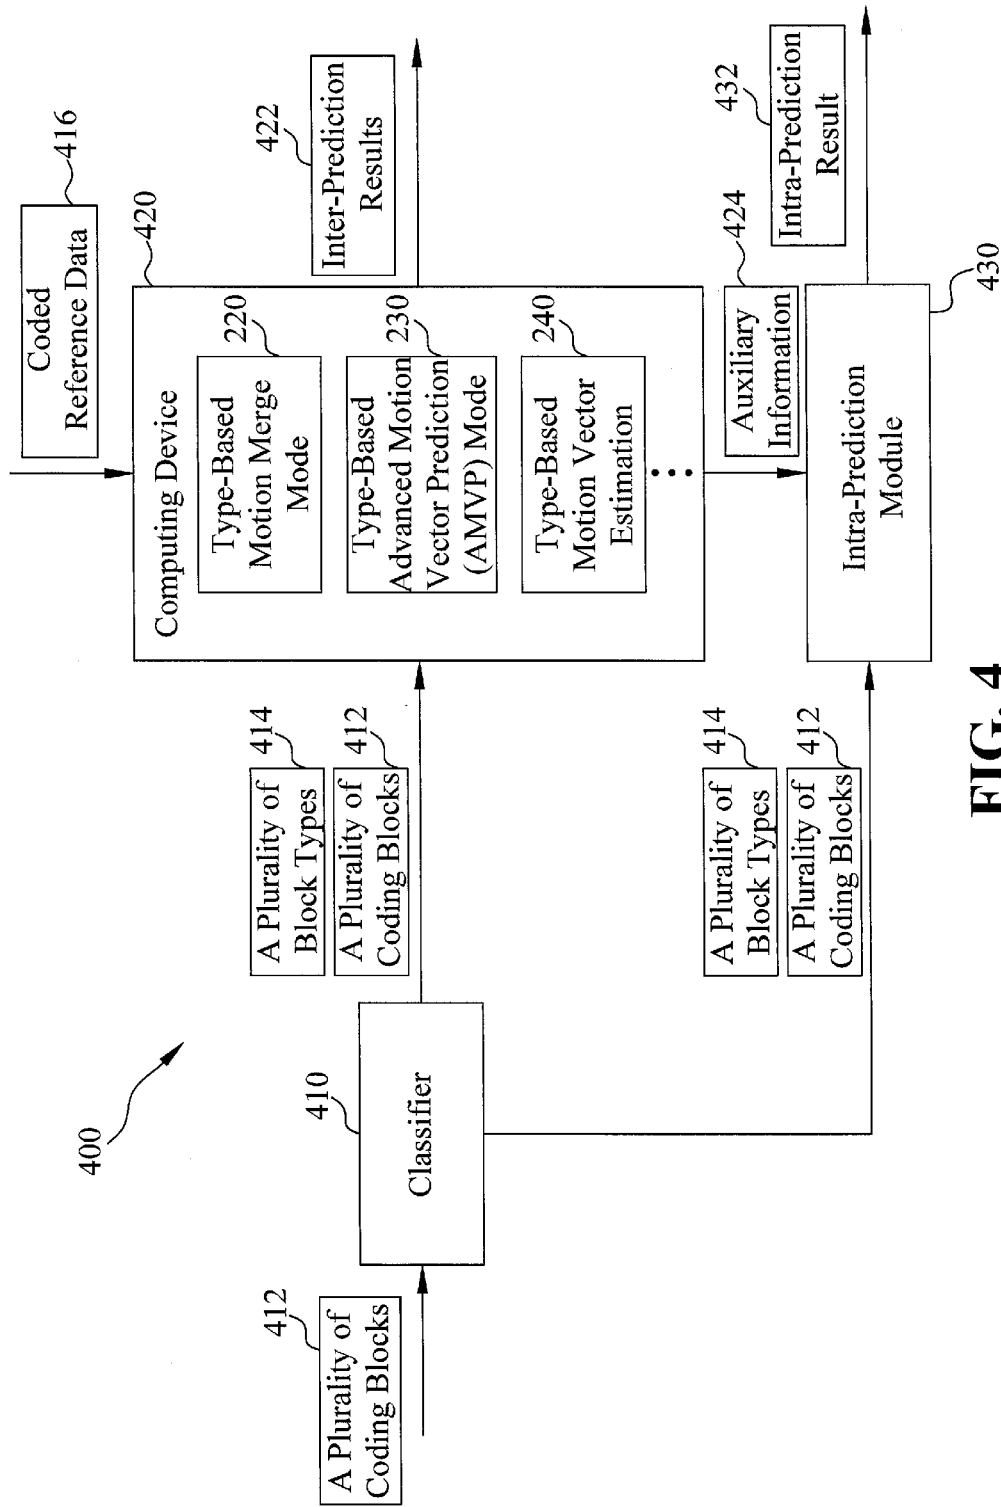 400
A Plurality of
Coding Blocks
412
Classifier
410
A Plurality of
Block Types
414
A Plurality of
Coding Blocks
412
A Plurality of
Block Types
414
A Plurality of
Coding Blocks
412
Coded
Reference Data
416
Computing Device
420
Type-Based
Motion Merge
Mode
220
Type-Based
Advanced Motion
Vector Prediction
(AMVP) Mode
230
Type-Based
Motion Vector
Estimation
240
Inter-Prediction
Results
422
Auxiliary
Information
424
Intra-Prediction
Module
430
Intra-Prediction
Result
432
FIG. 4